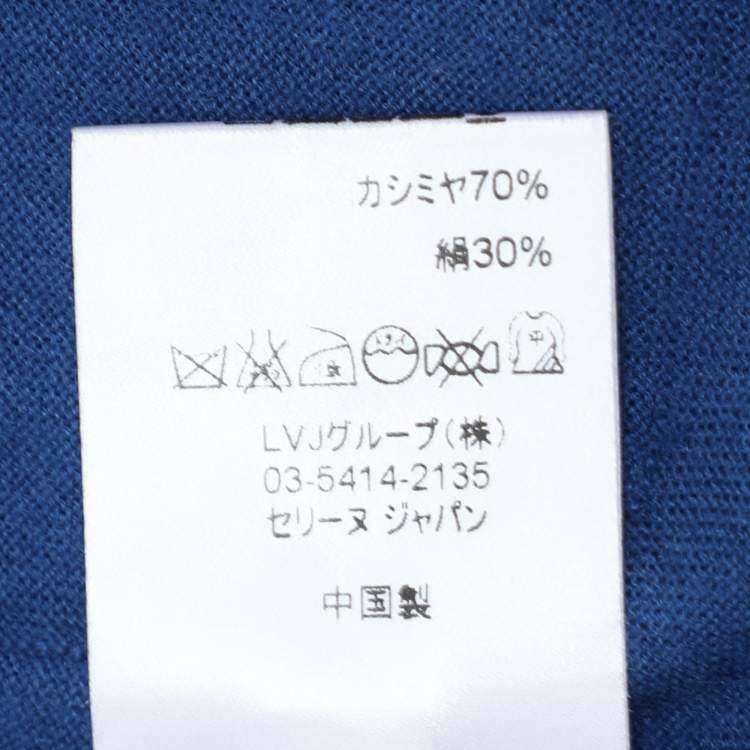 カシミヤ70%
絹30%
中
LVJグループ(株)
03-5414-2135
セリーヌ ジャパン
中国製